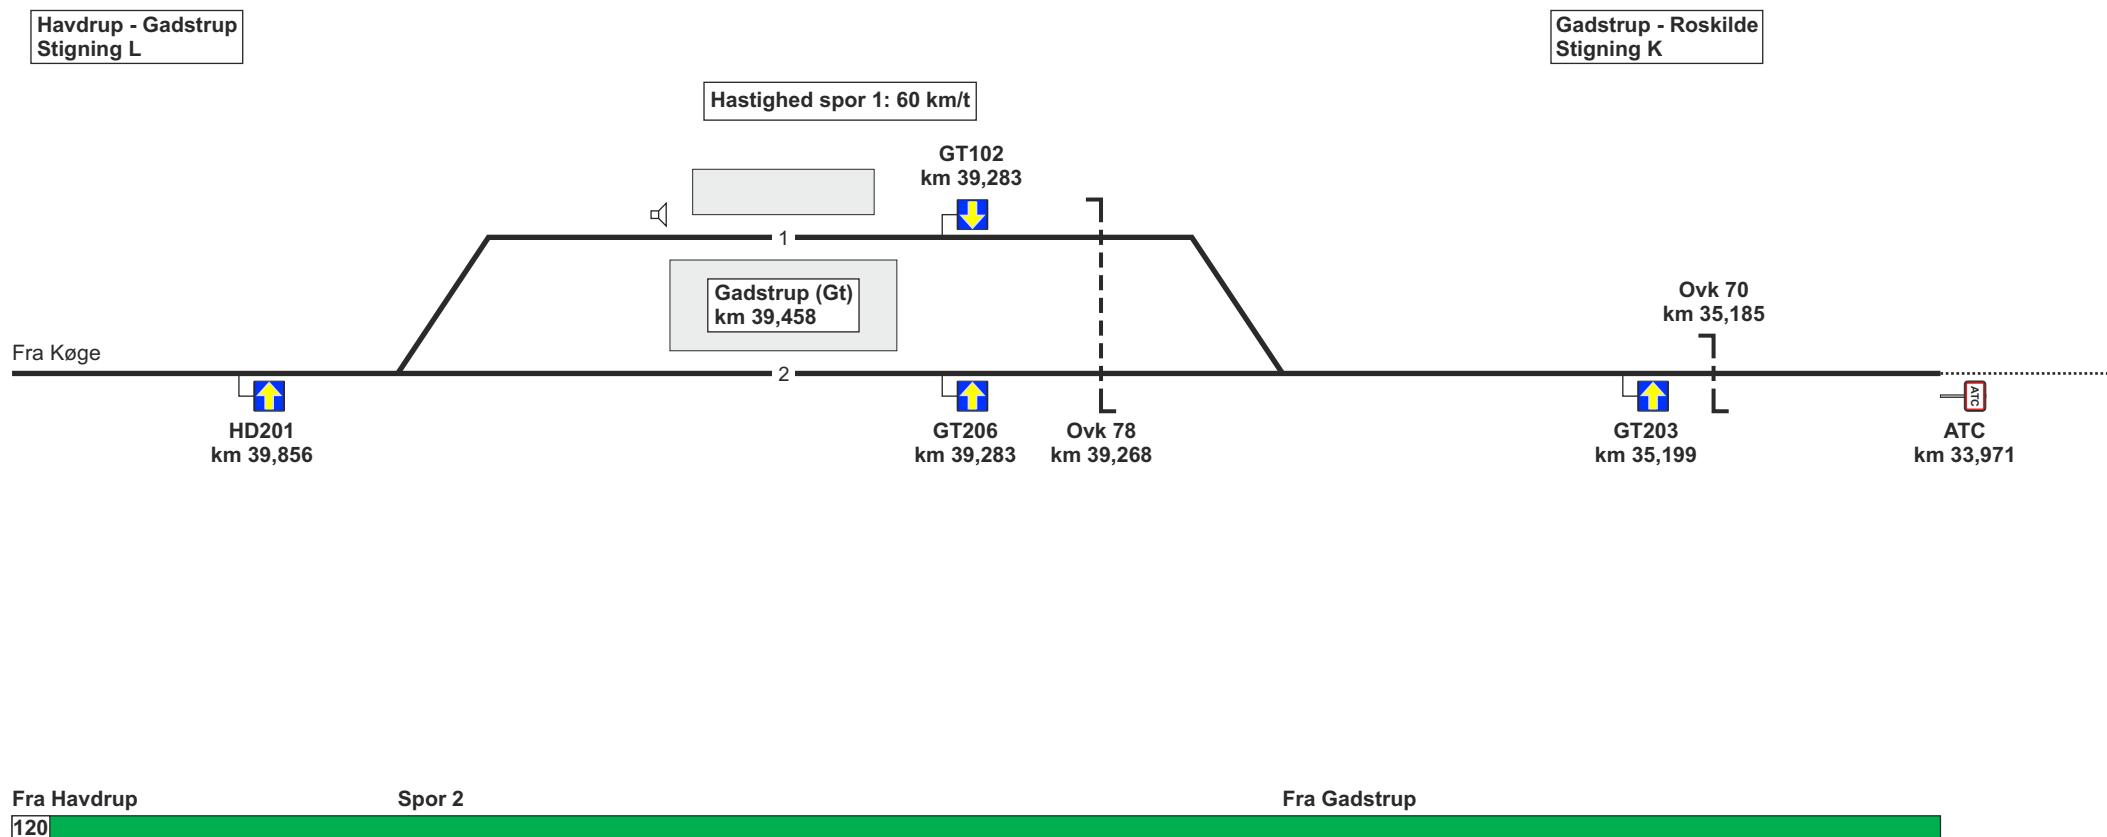 Havdrup - Gadstrup
Stigning L
Gadstrup - Roskilde
Stigning K
Hastighed spor 1: 60 km/t
GT102
km 39,283
1
Gadstrup (Gt)
km 39,458
Ovk 70
km 35,185
Fra Køge
2
HD201
km 39,856
GT206
km 39,283
Ovk 78
km 39,268
GT203
km 35,199
ATC
ATC
km 33,971
Fra Havdrup
Spor 2
Fra Gadstrup
120